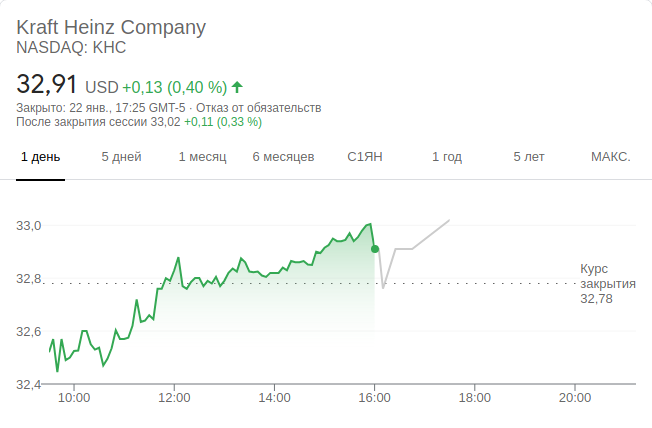 Kraft Heinz Company
NASDAQ: KHC
32,91 USD +0,13 (0,40 %)
Закрыто: 22 янв., 17:25 GMT-5 · Отказ от обязательств
После закрытия сессии 33,02 +0,11 (0,33 %)
1 день 5 дней 1 месяц 6 месяцев С1ЯН 1 год 5 лет МАКС.
33,0
32,8
32,6
32,4
Курс
закрытия
32,78
10:00 12:00 14:00 16:00 18:00 20:00